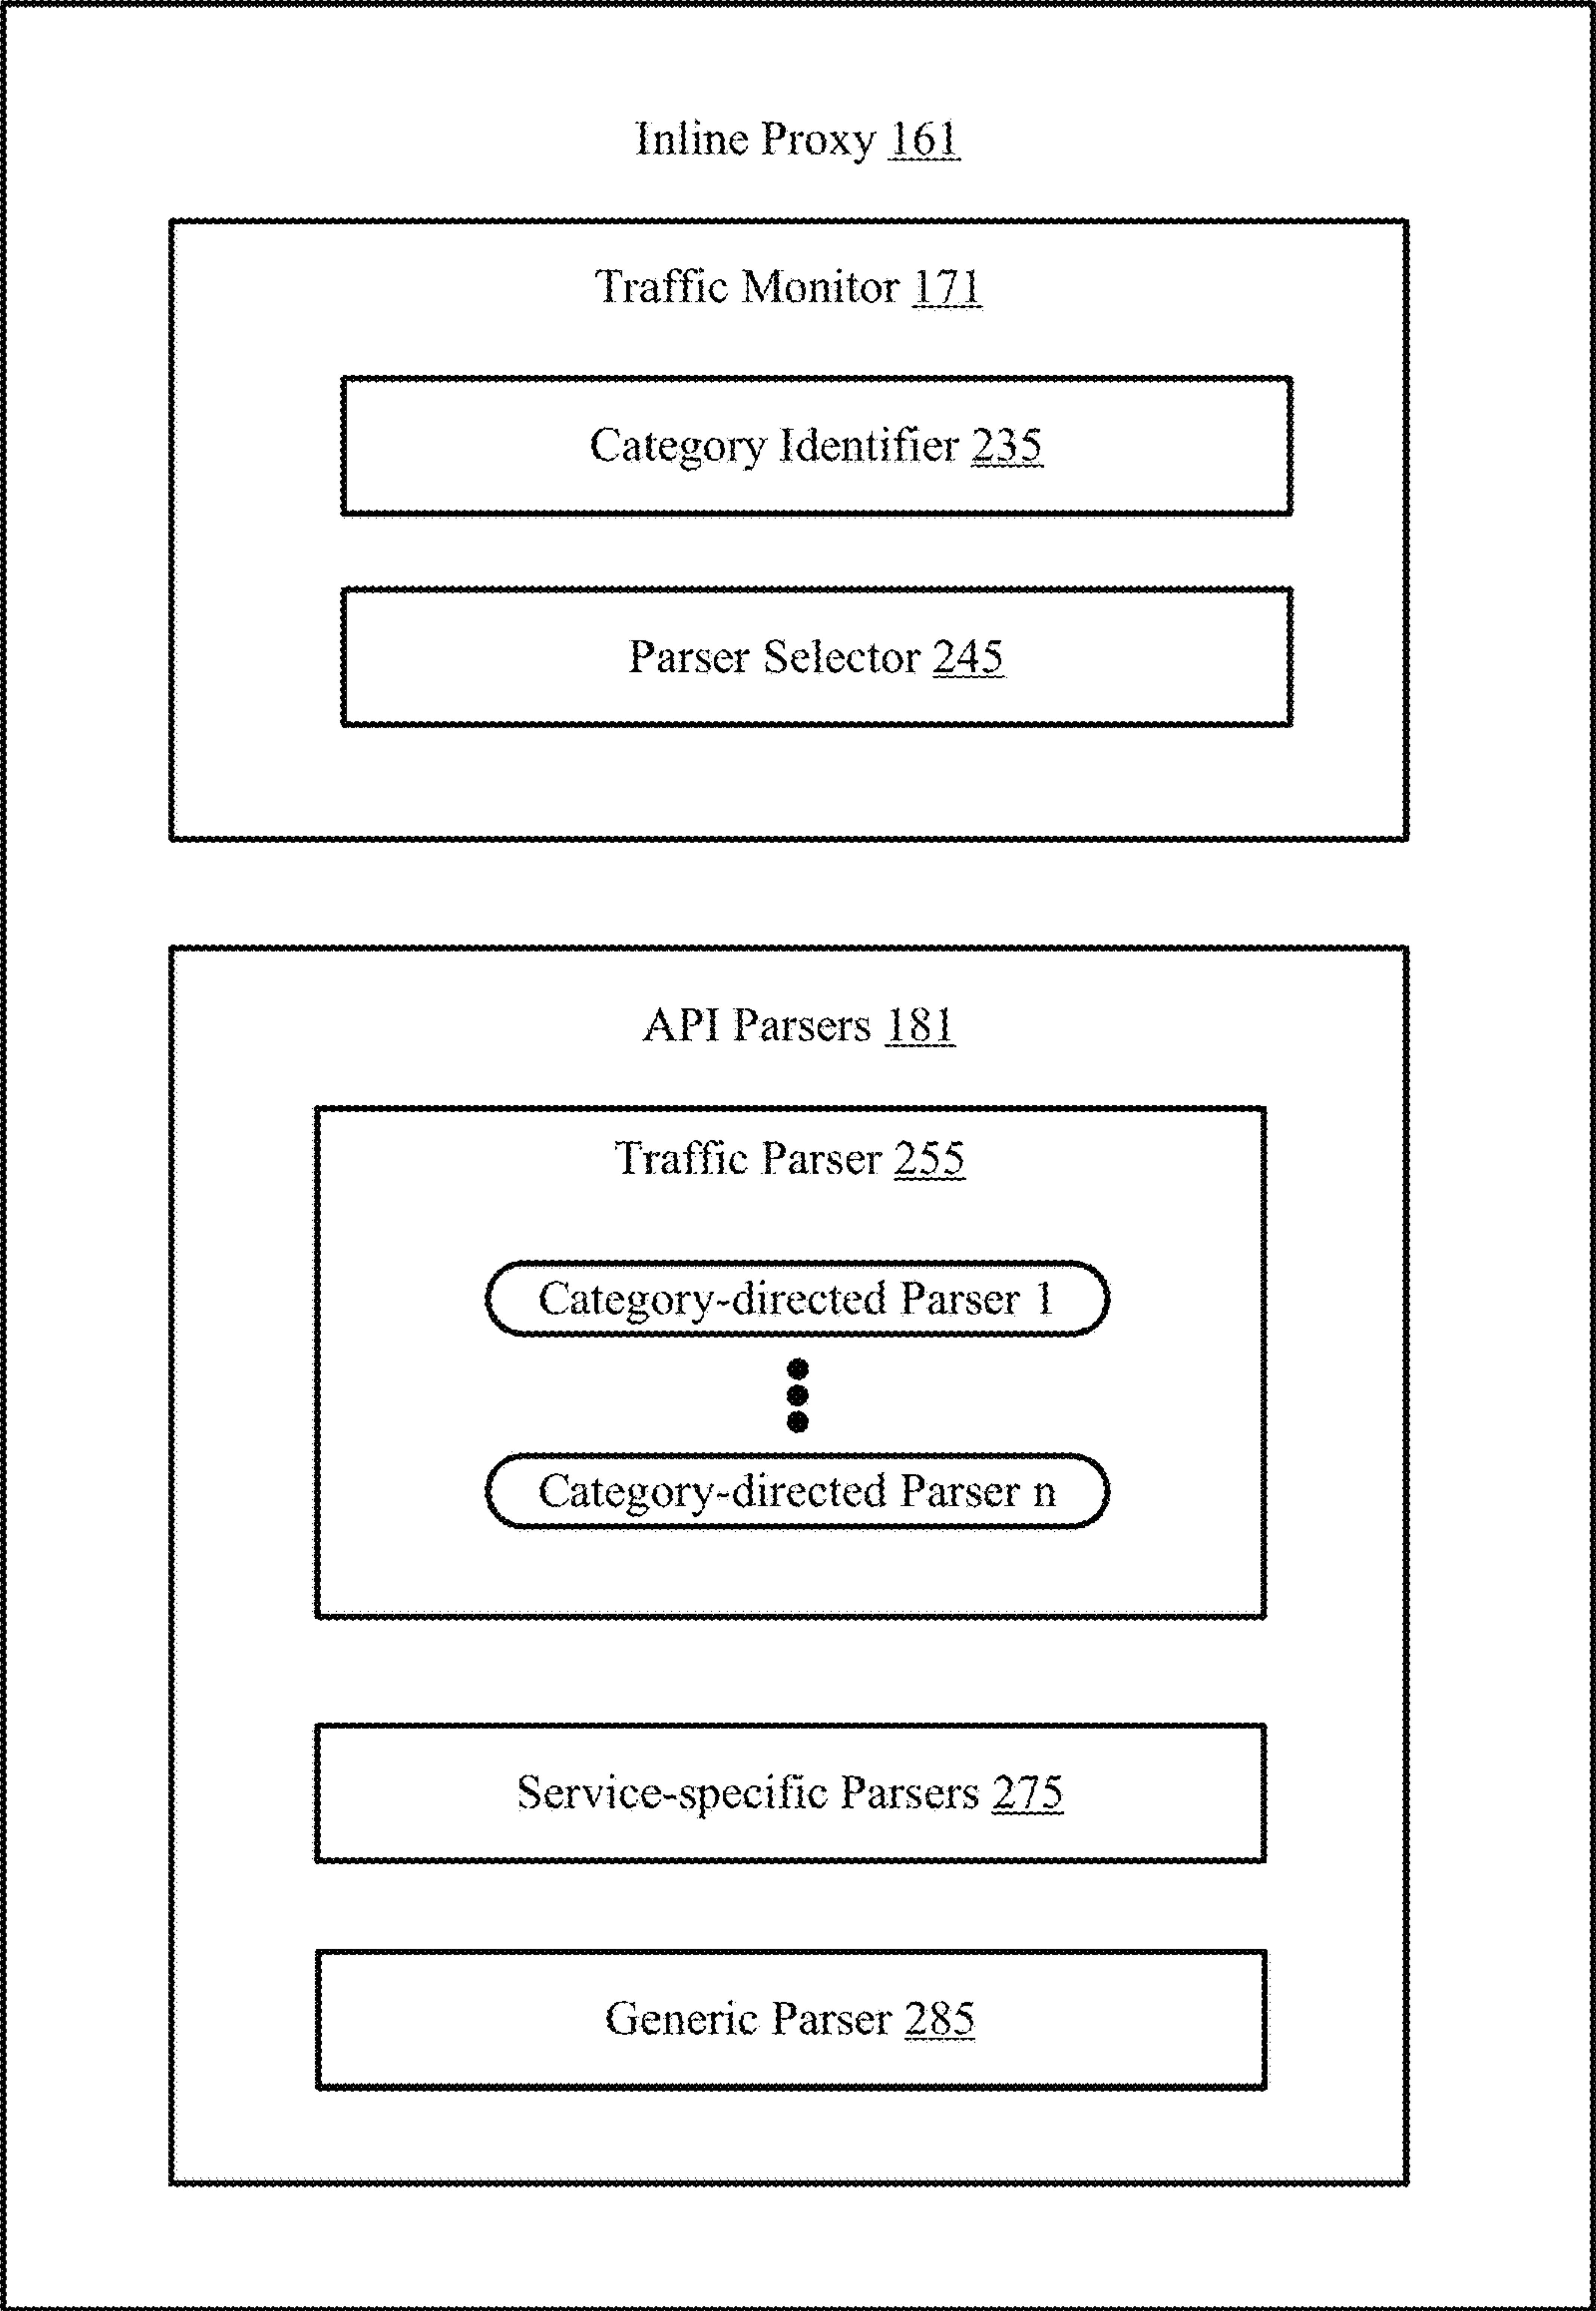 Inline Proxy 161
Traffic Monitor 171
Category Identifier 235
Parser Selector 245
API Parsers 181
Traffic Parser 255
Category-directed Parser 1
Category-directed Parser n
Service-specific Parsers 275
Generic Parser 285